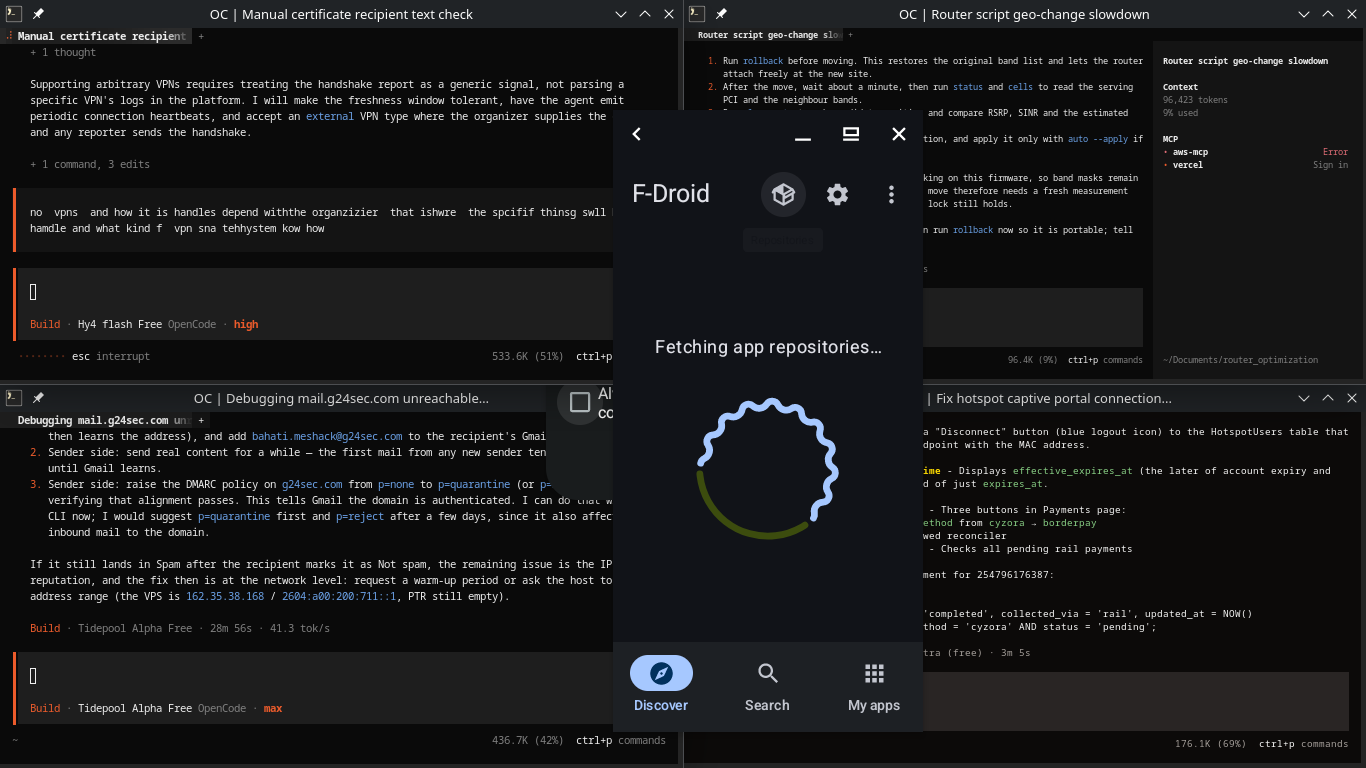 OC | Manual certificate recipient text check
Manual certificate recipient +
+ 1 thought
Supporting arbitrary VPNs requires treating the handshake report as a generic signal, not parsing a
specific VPN's logs in the platform. I will make the freshness window tolerant, have the agent emit
periodic connection heartbeats, and accept an external VPN type where the organizer supplies the
and any reporter sends the handshake.
+ 1 command, 3 edits
no vpns and how it is handles depend withthe organzizier that ishwre the spcifif thinsg swll
hamdle and what kind f vpn sna tehhystem kow how
Build · Hy4 flash Free OpenCode · high
esc interrupt
533.6K (51%) ctrl+p
OC | Router script geo-change slowdown
Router script geo-change slo +
1. Run rollback before moving. This restores the original band list and lets the router
attach freely at the new site.
2. After the move, wait about a minute, then run status and cells to read the serving
PCI and the neighbour bands.
and compare RSRP, SINR and the estimated
tion, and apply it only with auto --apply if
king on this firmware, so band masks remain
move therefore needs a fresh measurement
lock still holds.
n run rollback now so it is portable; tell
s
96.4K (9%) ctrl+p commands
Router script geo-change slowdown
Context
96,423 tokens
9% used
MCP
• aws-mcp Error
• vercel Sign in
~/Documents/router_optimization
F-Droid
Fetching app repositories…
Discover
Search
My apps
OC | Debugging mail.g24sec.com unreachable...
Debugging mail.g24sec.com un +
then learns the address), and add bahati.meshack@g24sec.com to the recipient's Gmai
2. Sender side: send real content for a while — the first mail from any new sender ten
until Gmail learns.
3. Sender side: raise the DMARC policy on g24sec.com from p=none to p=quarantine (or p=
verifying that alignment passes. This tells Gmail the domain is authenticated. I can do that w
CLI now; I would suggest p=quarantine first and p=reject after a few days, since it also affec
inbound mail to the domain.
If it still lands in Spam after the recipient marks it as Not spam, the remaining issue is the IP
reputation, and the fix then is at the network level: request a warm-up period or ask the host to
address range (the VPS is 162.35.38.168 / 2604:a00:200:711::1, PTR still empty).
Build · Tidepool Alpha Free · 28m 56s · 41.3 tok/s
Build · Tidepool Alpha Free OpenCode · max
~
436.7K (42%) ctrl+p commands
Al
co
| Fix hotspot captive portal connection...
a "Disconnect" button (blue logout icon) to the HotspotUsers table that
dpoint with the MAC address.
ime - Displays effective_expires_at (the later of account expiry and
d of just expires_at.
- Three buttons in Payments page:
ethod from cyzora → borderpay
wed reconciler
- Checks all pending rail payments
ment for 254796176387:
'completed', collected_via = 'rail', updated_at = NOW()
thod = 'cyzora' AND status = 'pending';
tra (free) · 3m 5s
176.1K (69%) ctrl+p commands